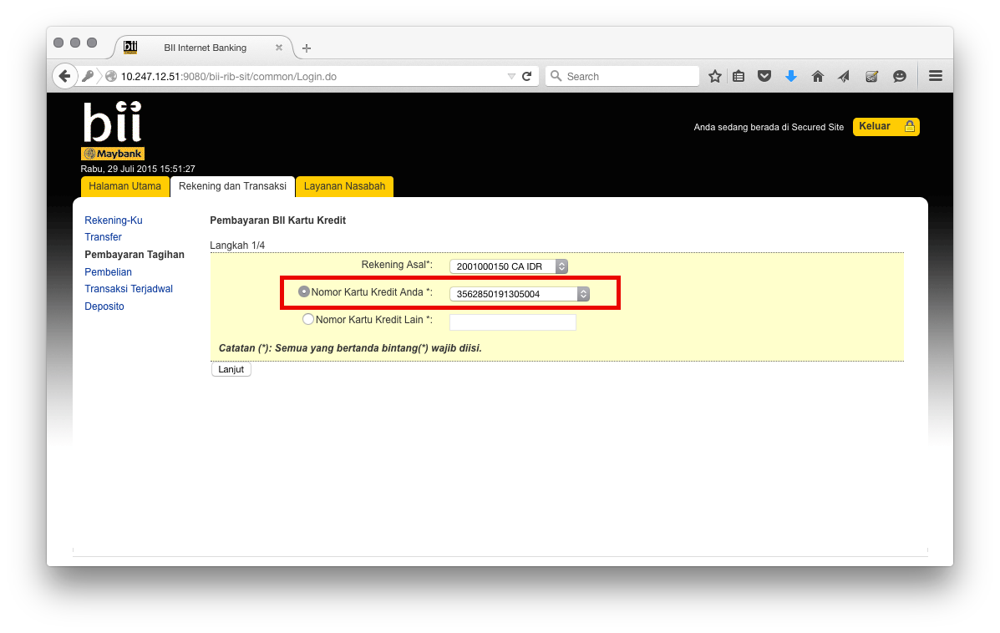 bii BII Internet Banking
10.247.12.51:9080/bii-rib-sit/common/Login.do Search
bii
Maybank
Anda sedang berada di Secured Site Keluar
Rabu, 29 Juli 2015 15:51:27
Halaman Utama Rekening dan Transaksi Layanan Nasabah
Rekening-Ku
Transfer
Pembayaran Tagihan
Pembelian
Transaksi Terjadwal
Deposito
Pembayaran BII Kartu Kredit
Langkah 1/4
Rekening Asal*: 2001000150 CA IDR
Nomor Kartu Kredit Anda *: 3562850191305004
Nomor Kartu Kredit Lain *:
Catatan (*): Semua yang bertanda bintang(*) wajib diisi.
Lanjut